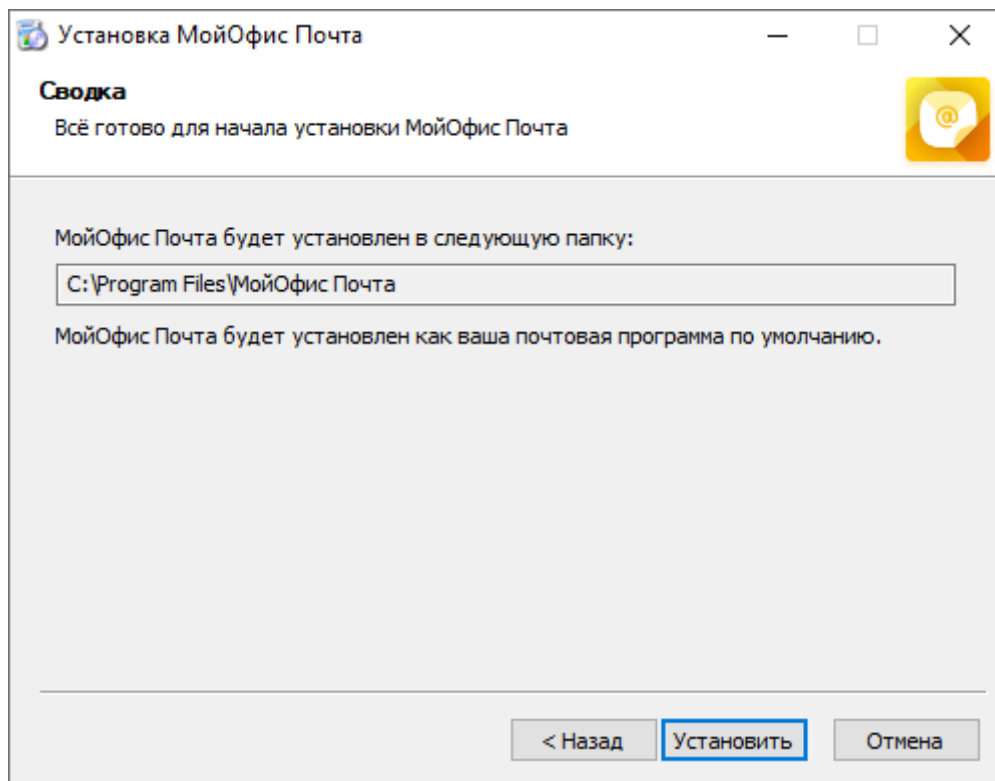 Установка МойОфис Почта
Сводка
Всё готово для начала установки МойОфис Почта
@
МойОфис Почта будет установлен в следующую папку:
C:\Program Files\МойОфис Почта
МойОфис Почта будет установлен как ваша почтовая программа по умолчанию.
< Назад Установить Отмена